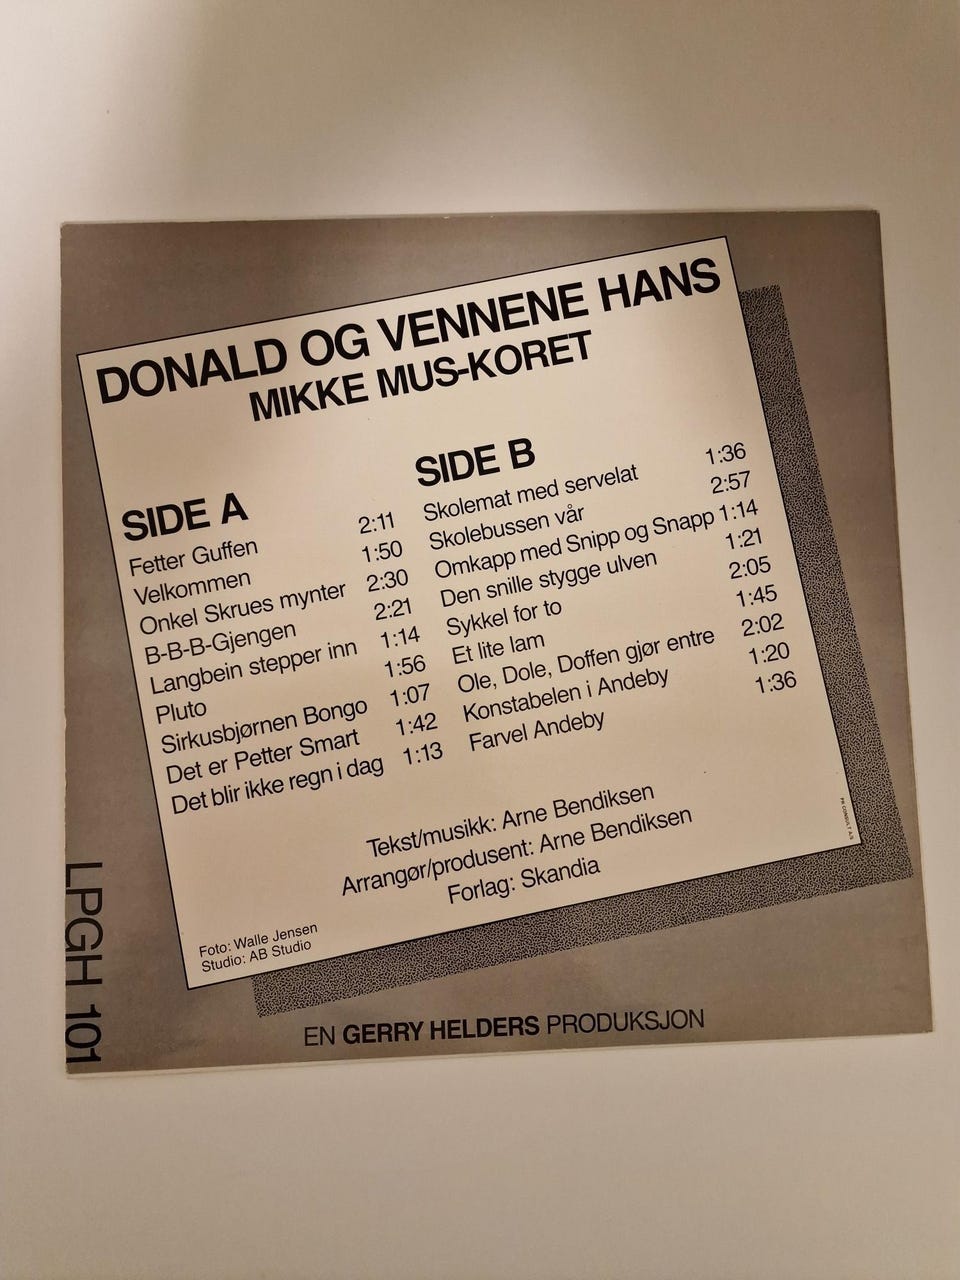 DONALD OG VENNENE HANS
MIKKE MUS-KORET
SIDE A
Fetter Guffen 2:11
Velkommen 1:50
Onkel Skrues mynter 2:30
B-B-B-Gjengen 2:21
Langbein stepper inn 1:14
Pluto 1:56
Sirkusbjørnen Bongo 1:07
Det er Petter Smart 1:42
Det blir ikke regn i dag 1:13
SIDE B
Skolemat med servelat 1:36
Skolebussen vår 2:57
Omkapp med Snipp og Snapp 1:14
Den snille stygge ulven 1:21
Sykkel for to 2:05
Et lite lam 1:45
Ole, Dole, Doffen gjør entre 2:02
Konstabelen i Andeby 1:20
Farvel Andeby 1:36
Tekst/musikk: Arne Bendiksen
Arrangør/produsent: Arne Bendiksen
Forlag: Skandia
Foto: Walle Jensen
Studio: AB Studio
PR CONSULT A/S
EN GERRY HELDERS PRODUKSJON
LPGH 101